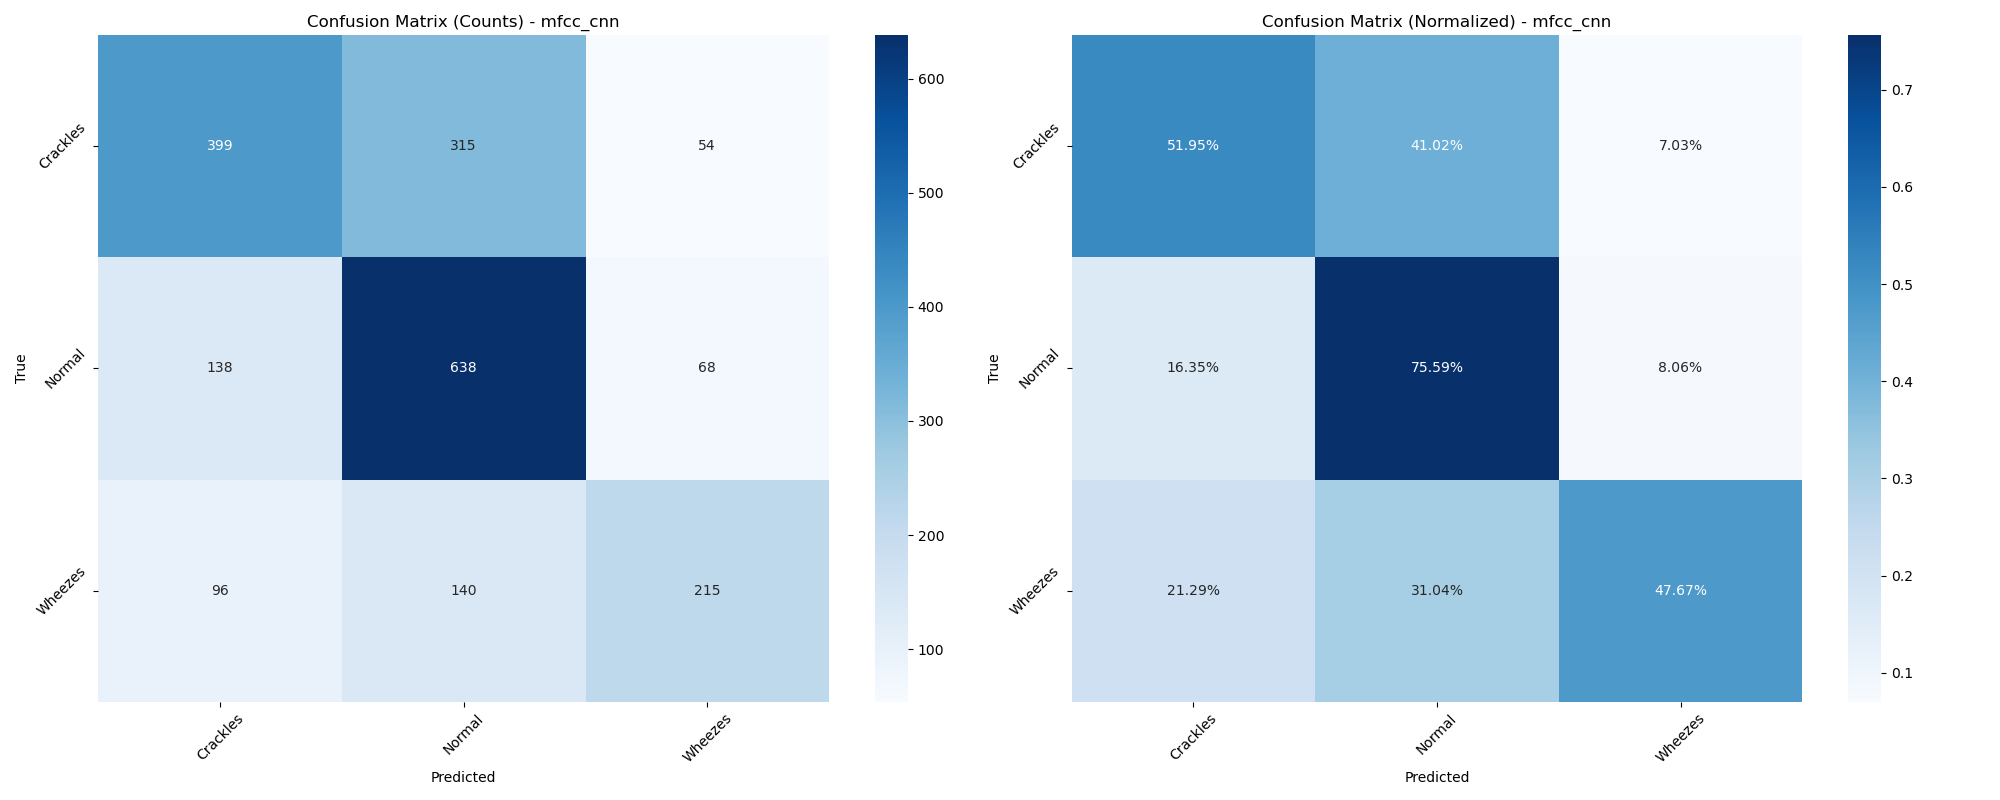 Confusion Matrix (Counts) - mfcc_cnn
True
Crackles
Normal
Wheezes
399 315 54
138 638 68
96 140 215
Crackles Normal Wheezes
Predicted
600
500
400
300
200
100
Confusion Matrix (Normalized) - mfcc_cnn
True
Crackles
Normal
Wheezes
51.95% 41.02% 7.03%
16.35% 75.59% 8.06%
21.29% 31.04% 47.67%
Crackles Normal Wheezes
Predicted
0.7
0.6
0.5
0.4
0.3
0.2
0.1